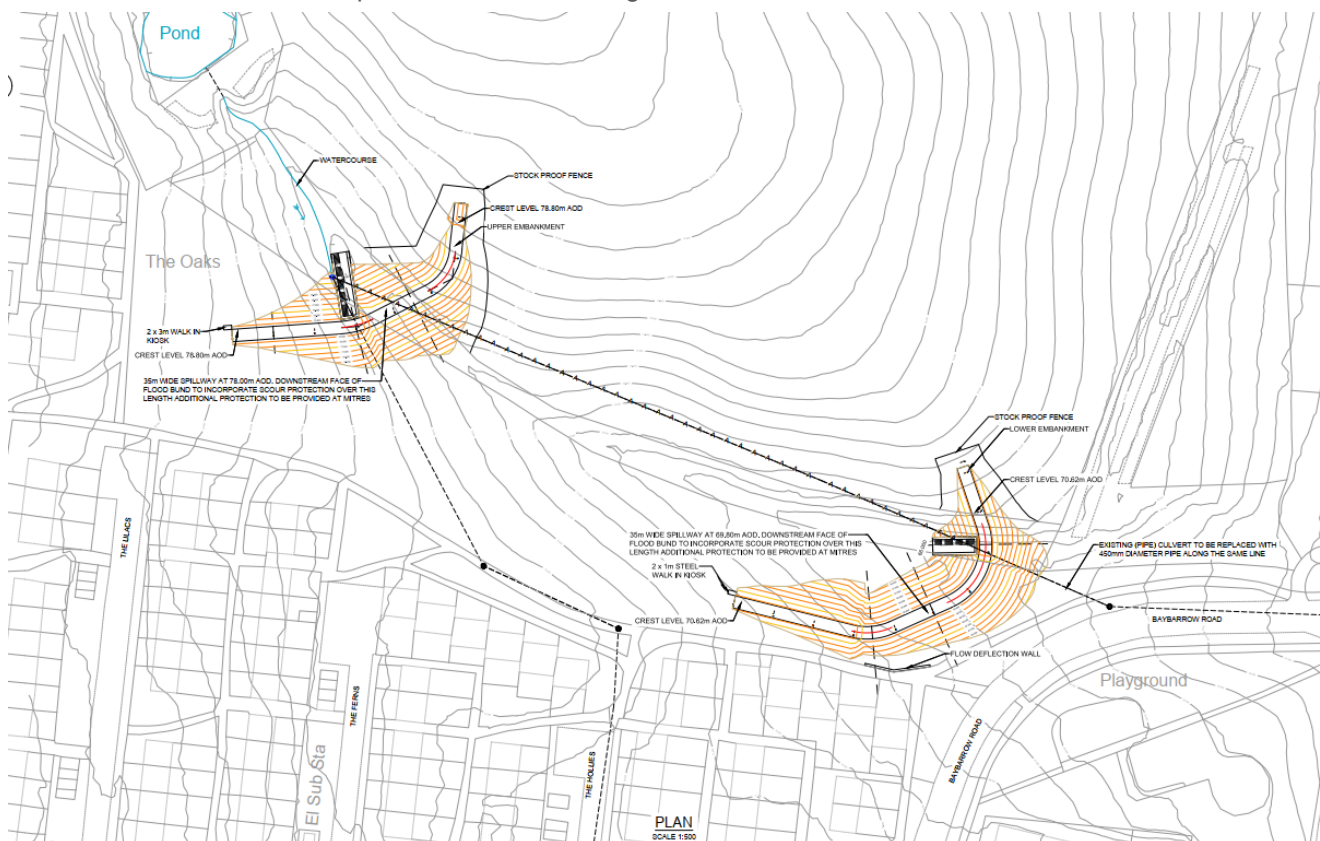 Pond
WATERCOURSE
STOCK PROOF FENCE
CREST LEVEL 78.80m AOD
UPPER EMBANKMENT
The Oaks
2 x 3m WALK IN
KIOSK
CREST LEVEL 78.80m AOD
35m WIDE SPILLWAY AT 78.00m AOD. DOWNSTREAM FACE OF
FLOOD BUND TO INCORPORATE SCOUR PROTECTION OVER THIS
LENGTH ADDITIONAL PROTECTION TO BE PROVIDED AT MITRES
STOCK PROOF FENCE
LOWER EMBANKMENT
CREST LEVEL 70.62m AOD
35m WIDE SPILLWAY AT 69.80m AOD, DOWNSTREAM FACE OF
FLOOD BUND TO INCORPORATE SCOUR PROTECTION OVER THIS
LENGTH ADDITIONAL PROTECTION TO BE PROVIDED AT MITRES
EXISTING (PIPE) CULVERT TO BE REPLACED WITH
450mm DIAMETER PIPE ALONG THE SAME LINE
2 x 1m STEEL
WALK IN KIOSK
CREST LEVEL 70.62m AOD
BAYBARROW ROAD
FLOW DEFLECTION WALL
Playground
THE LILACS
THE FERNS
El Sub Sta
THE HOLLIES
BAYBARROW ROAD
PLAN
SCALE 1:500